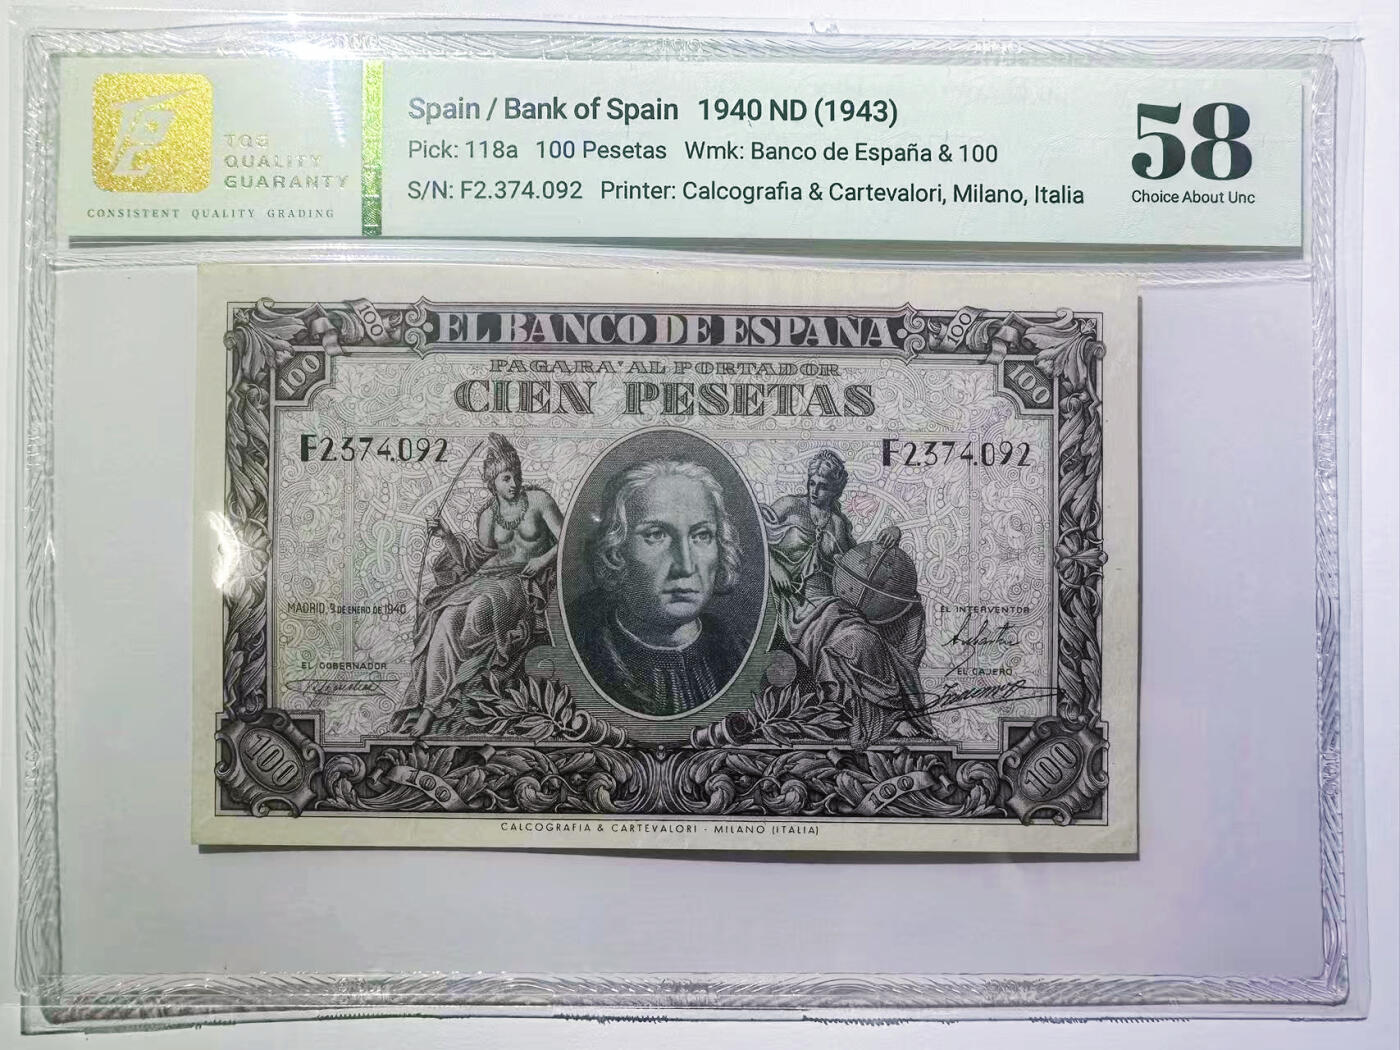 TQG
QUALITY
GUARANTY
CONSISTENT QUALITY GRADING
Spain / Bank of Spain 1940 ND (1943)
Pick: 118a 100 Pesetas Wmk: Banco de España & 100
S/N: F2.374.092 Printer: Calcografia & Cartevalori, Milano, Italia
58
Choice About Unc
100
EL BANCO DE ESPAÑA
100
100
PAGARA' AL PORTADOR
100
CIEN PESETAS
F2.374.092
F2.374.092
MADRID, 9 DE ENERO DE 1940
EL INTERVENTOR
EL GOBERNADOR
EL CAJERO
100
100
100
100
CALCOGRAFIA & CARTEVALORI - MILANO (ITALIA)